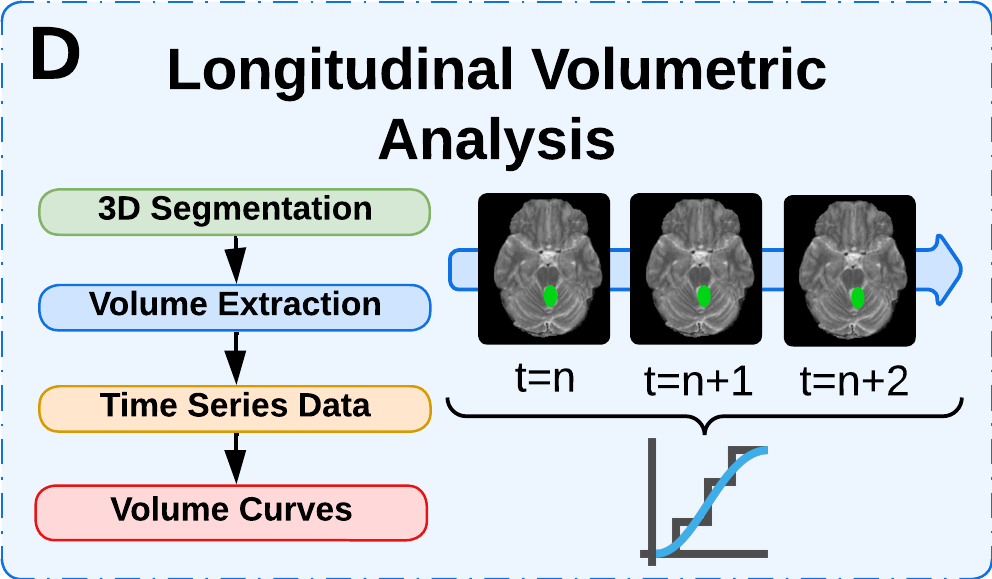 D
Longitudinal Volumetric
Analysis
3D Segmentation
Volume Extraction
Time Series Data
Volume Curves
t=n
t=n+1
t=n+2